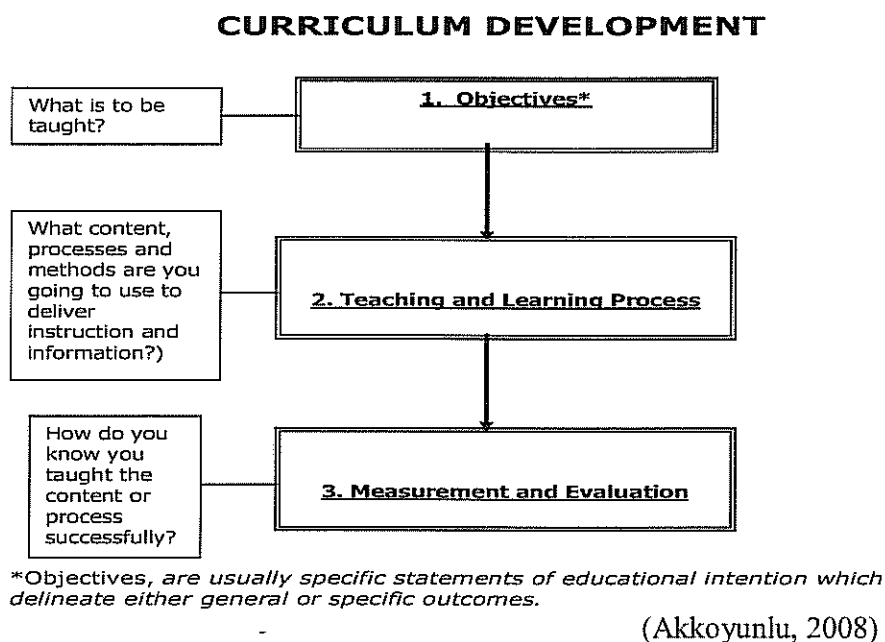 CURRICULUM DEVELOPMENT
What is to be
taught?
1. Objectives*
What content,
processes and
methods are you
going to use to
deliver
instruction and
information?)
2. Teaching and Learning Process
How do you
know you
taught the
content or
process
successfully?
3. Measurement and Evaluation
*Objectives, are usually specific statements of educational intention which
delineate either general or specific outcomes.
(Akkoyunlu, 2008)